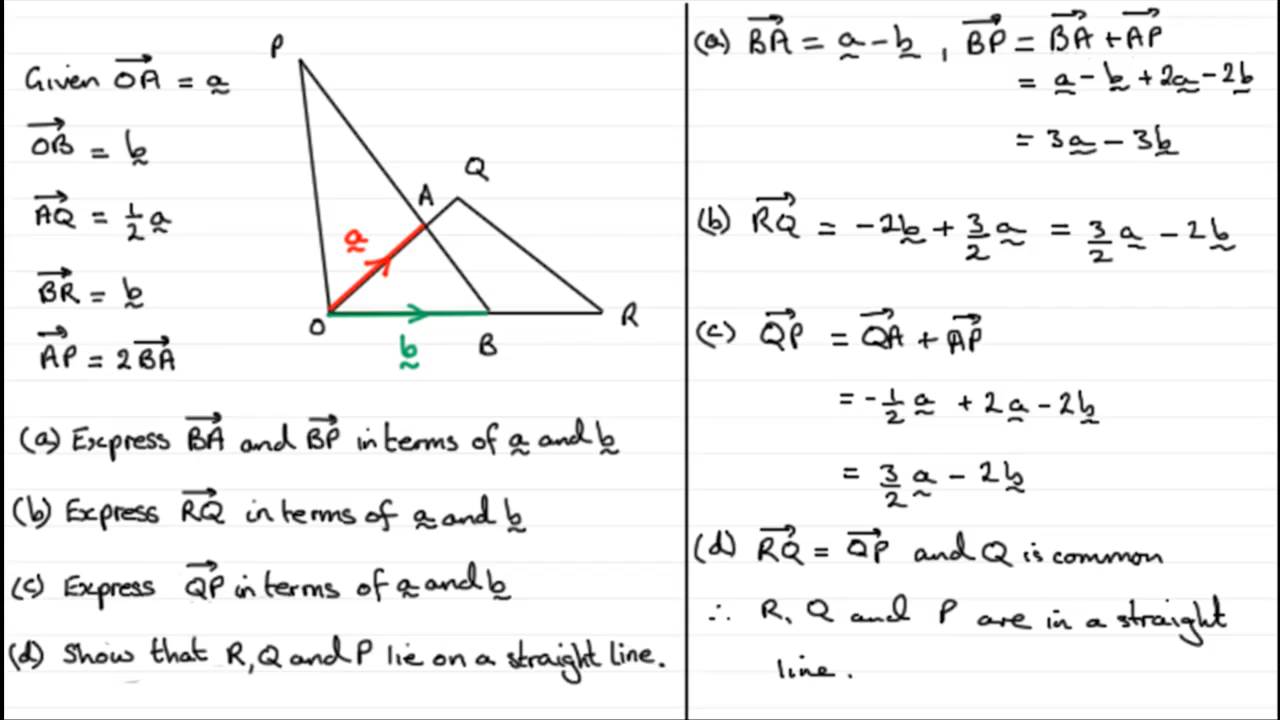 Given OA→ = a
OB→ = b
AQ→ = 1/2 a
BR→ = b
AP→ = 2BA→
P
Q
A
a
O
b
B
R
(a) Express BA→ and BP→ in terms of a and b
(b) Express RQ→ in terms of a and b
(c) Express QP→ in terms of a and b
(d) Show that R, Q and P lie on a straight line.
(a) BA→ = a - b , BP→ = BA→ + AP→
= a - b + 2a - 2b
= 3a - 3b
(b) RQ→ = -2b + 3/2 a = 3/2 a - 2b
(c) QP→ = QA→ + AP→
= -1/2 a + 2a - 2b
= 3/2 a - 2b
(d) RQ→ = QP→ and Q is common
∴ R, Q and P are in a straight
line.